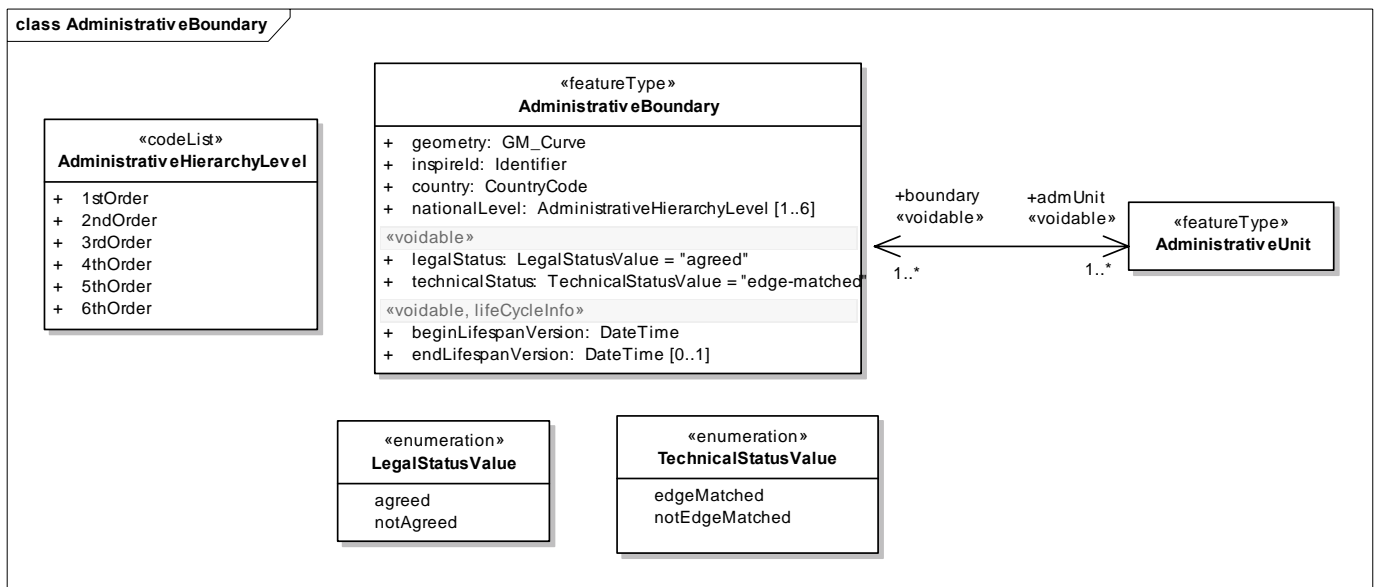 class AdministrativeBoundary
«codeList»
AdministrativeHierarchyLevel
+ 1stOrder
+ 2ndOrder
+ 3rdOrder
+ 4thOrder
+ 5thOrder
+ 6thOrder
«featureType»
AdministrativeBoundary
+ geometry: GM_Curve
+ inspireId: Identifier
+ country: CountryCode
+ nationalLevel: AdministrativeHierarchyLevel [1..6]
«voidable»
+ legalStatus: LegalStatusValue = "agreed"
+ technicalStatus: TechnicalStatusValue = "edge-matched"
«voidable, lifeCycleInfo»
+ beginLifespanVersion: DateTime
+ endLifespanVersion: DateTime [0..1]
+boundary
«voidable»
1..*
+admUnit
«voidable»
1..*
«featureType»
AdministrativeUnit
«enumeration»
LegalStatusValue
agreed
notAgreed
«enumeration»
TechnicalStatusValue
edgeMatched
notEdgeMatched